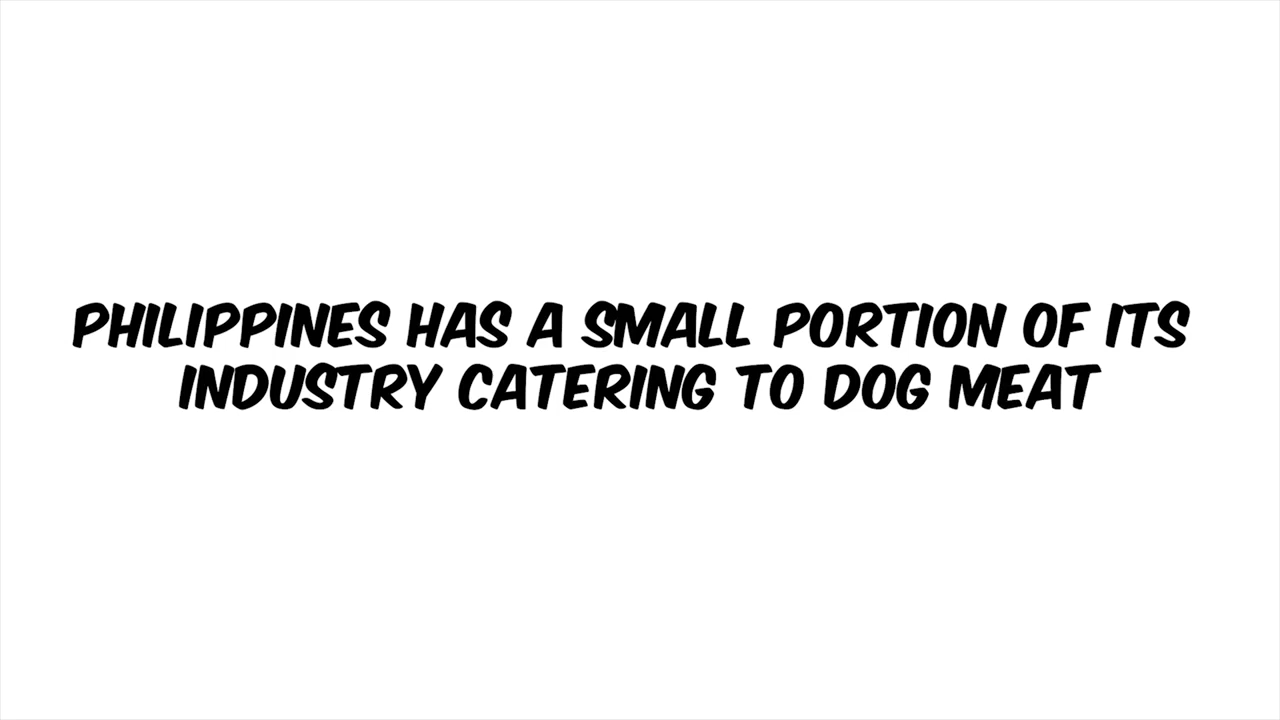 PHILIPPINES HAS A SMALL PORTION OF ITS
INDUSTRY CATERING TO DOG MEAT